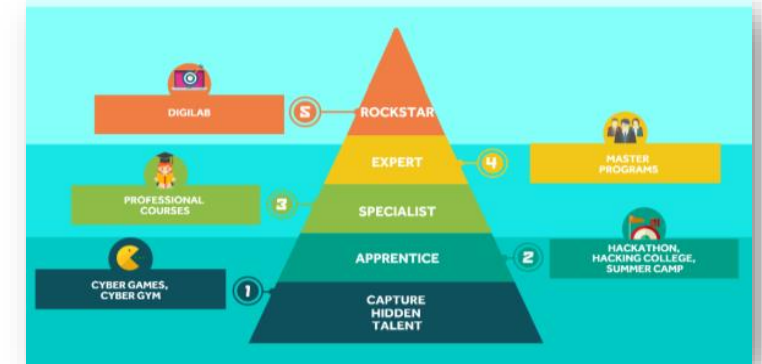 DIGILAB
5
ROCKSTAR
EXPERT
4
MASTER
PROGRAMS
PROFESSIONAL
COURSES
3
SPECIALIST
APPRENTICE
2
HACKATHON,
HACKING COLLEGE,
SUMMER CAMP
CYBER GAMES,
CYBER GYM
1
CAPTURE
HIDDEN
TALENT